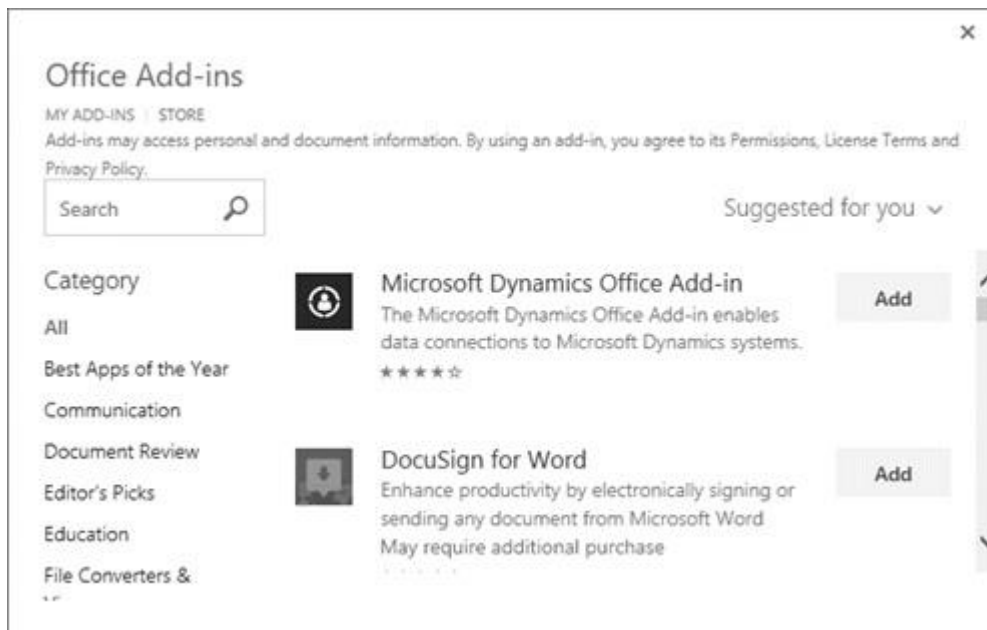 Office Add-ins
MY ADD-INS | STORE
Add-ins may access personal and document information. By using an add-in, you agree to its Permissions, License Terms and
Privacy Policy.
Search
Suggested for you
Category
All
Best Apps of the Year
Communication
Document Review
Editor's Picks
Education
File Converters &
Microsoft Dynamics Office Add-in
The Microsoft Dynamics Office Add-in enables
data connections to Microsoft Dynamics systems.
Add
DocuSign for Word
Enhance productivity by electronically signing or
sending any document from Microsoft Word
May require additional purchase
Add